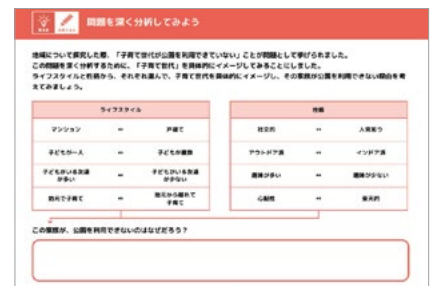 問題を深く分析してみよう
地域について探究した際、「子育て世代が公園を利用できていない」ことが問題として挙げられました。
この問題を深く分析するために、「子育て世代」を具体的にイメージしてみることにしました。
ライフスタイルと性格から、それぞれ選んで、子育て世代を具体的にイメージし、その家族が公園を利用できない理由を考
えてみましょう。
ライフスタイル
性格
マンション ↔ 戸建て
社交的 ↔ 人見知り
子どもが一人 ↔ 子どもが複数
アウトドア派 ↔ インドア派
子どもがいる友達が多い ↔ 子どもがいる友達が少ない
趣味が多い ↔ 趣味が少ない
地元で子育て ↔ 地元から離れて子育て
心配性 ↔ 楽天的
この家族が、公園を利用できないのはなぜだろう？